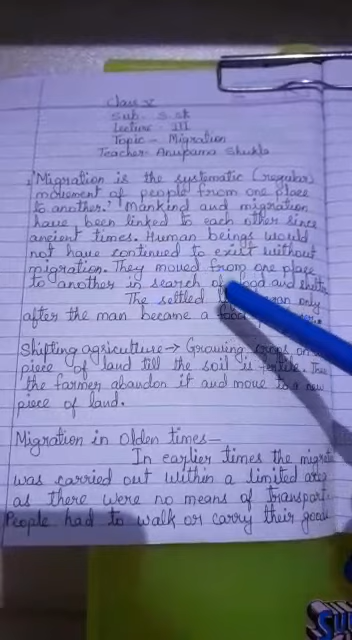 Class V
Sub- S.St
Lecture- III
Topic- Migration
Teacher- Anupama Shukla
"Migration is the systematic (regular)
movement of people from one place
to another." Mankind and migration
have been linked to each other since
ancient times. Human beings would
not have continued to exist without
migration. They moved from one place
to another in search of food and shelter
The settled only
after the man became a food
Shifting agriculture → Growing crops on a
piece of land till the soil is fertile. Then
the farmer abandon it and move to a new
piece of land.
Migration in Olden times—
In earlier times the migrat
was carried out within a limited area
as there were no means of transport.
People had to walk or carry their goods